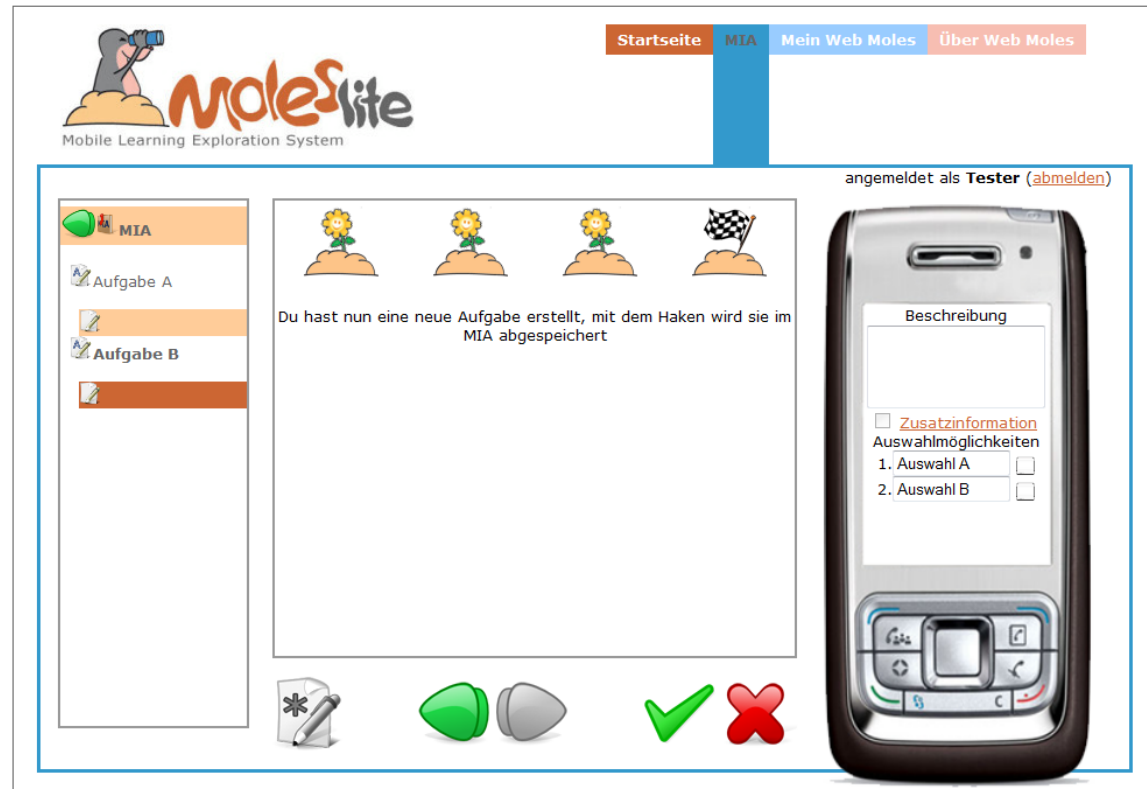 Moleslite
Mobile Learning Exploration System
Startseite MIA Mein Web Moles Über Web Moles
angemeldet als Tester (abmelden)
MIA
Aufgabe A
Aufgabe B
Du hast nun eine neue Aufgabe erstellt, mit dem Haken wird sie im
MIA abgespeichert
Beschreibung
Zusatzinformation
Auswahlmöglichkeiten
1. Auswahl A
2. Auswahl B
C